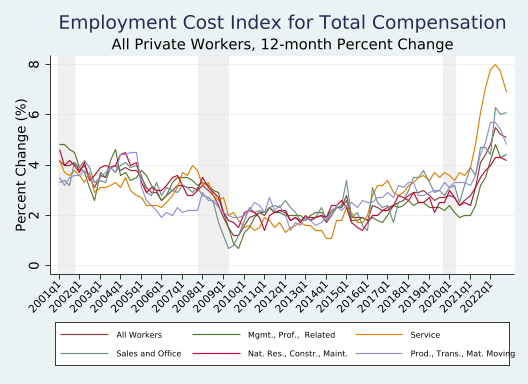 Employment Cost Index for Total Compensation
All Private Workers, 12-month Percent Change
Percent Change (%)
8
6
4
2
0
2001q1 2002q1 2003q1 2004q1 2005q1 2006q1 2007q1 2008q1 2009q1 2010q1 2011q1 2012q1 2013q1 2014q1 2015q1 2016q1 2017q1 2018q1 2019q1 2020q1 2021q1 2022q1
All Workers Mgmt., Prof., Related Service
Sales and Office Nat. Res., Constr., Maint. Prod., Trans., Mat. Moving